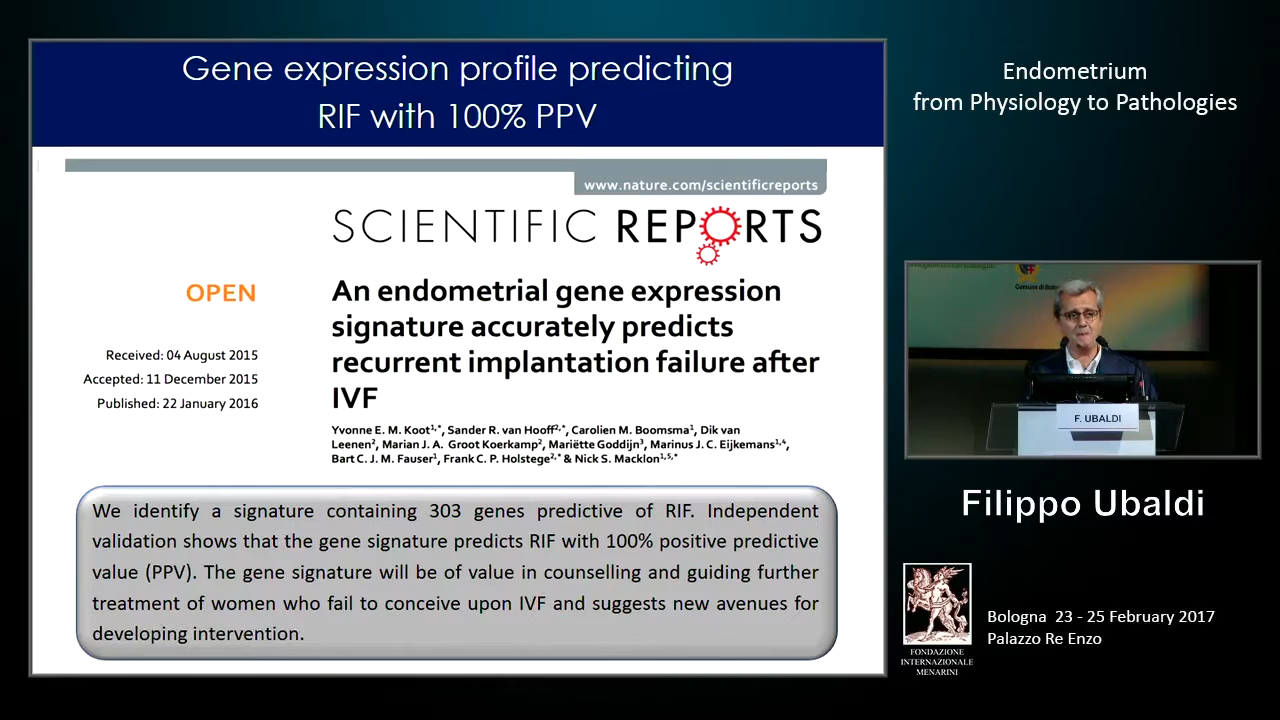 Gene expression profile predicting
RIF with 100% PPV
www.nature.com/scientificreports
SCIENTIFIC REPORTS
OPEN
Received: 04 August 2015
Accepted: 11 December 2015
Published: 22 January 2016
An endometrial gene expression
signature accurately predicts
recurrent implantation failure after
IVF
Yvonne E. M. Koot1,*, Sander R. van Hooff2,*, Carolien M. Boomsma1, Dik van
Leenen2, Marian J. A. Groot Koerkamp2, Mariëtte Goddijn3, Marinus J. C. Eijkemans1,4,
Bart C. J. M. Fauser1, Frank C. P. Holstege2,* & Nick S. Macklon1,5,*
We identify a signature containing 303 genes predictive of RIF. Independent
validation shows that the gene signature predicts RIF with 100% positive predictive
value (PPV). The gene signature will be of value in counselling and guiding further
treatment of women who fail to conceive upon IVF and suggests new avenues for
developing intervention.
Endometrium
from Physiology to Pathologies
Comune di
F. UBALDI
Filippo Ubaldi
Bologna 23 - 25 February 2017
Palazzo Re Enzo
FONDAZIONE
INTERNAZIONALE
MENARINI